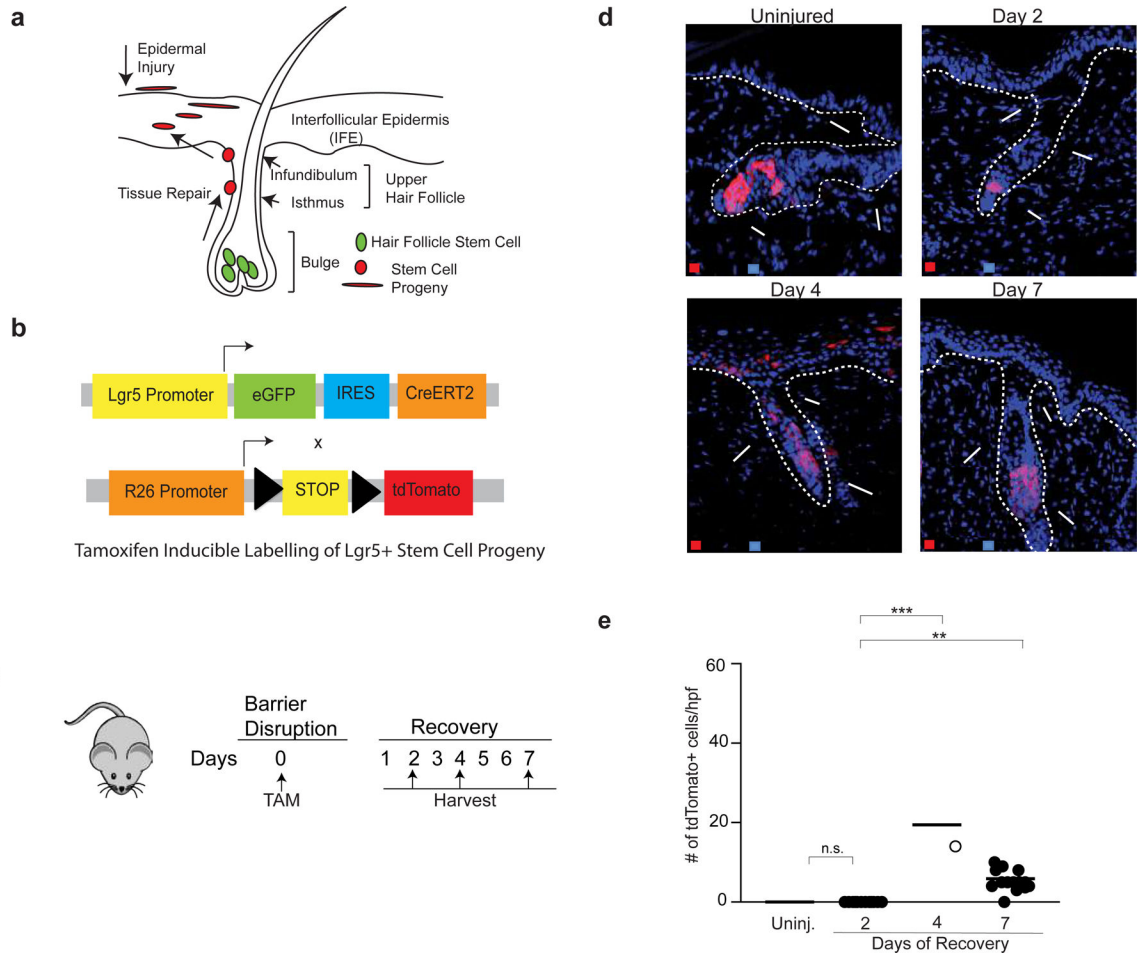 a
Epidermal
Injury
Interfollicular Epidermis
(IFE)
Infundibulum
Tissue Repair
Isthmus
Upper
Hair Follicle
Hair Follicle Stem Cell
Bulge
Stem Cell
Progeny
b
Lgr5 Promoter
eGFP
IRES
CreERT2
x
R26 Promoter
STOP
tdTomato
Tamoxifen Inducible Labelling of Lgr5+ Stem Cell Progeny
Barrier
Disruption
Recovery
Days 0 1 2 3 4 5 6 7
TAM
Harvest
d
Uninjured
Day 2
Day 4
Day 7
e
***
**
n.s.
# of tdTomato+ cells/hpf
60
40
20
0
Uninj. 2 4 7
Days of Recovery